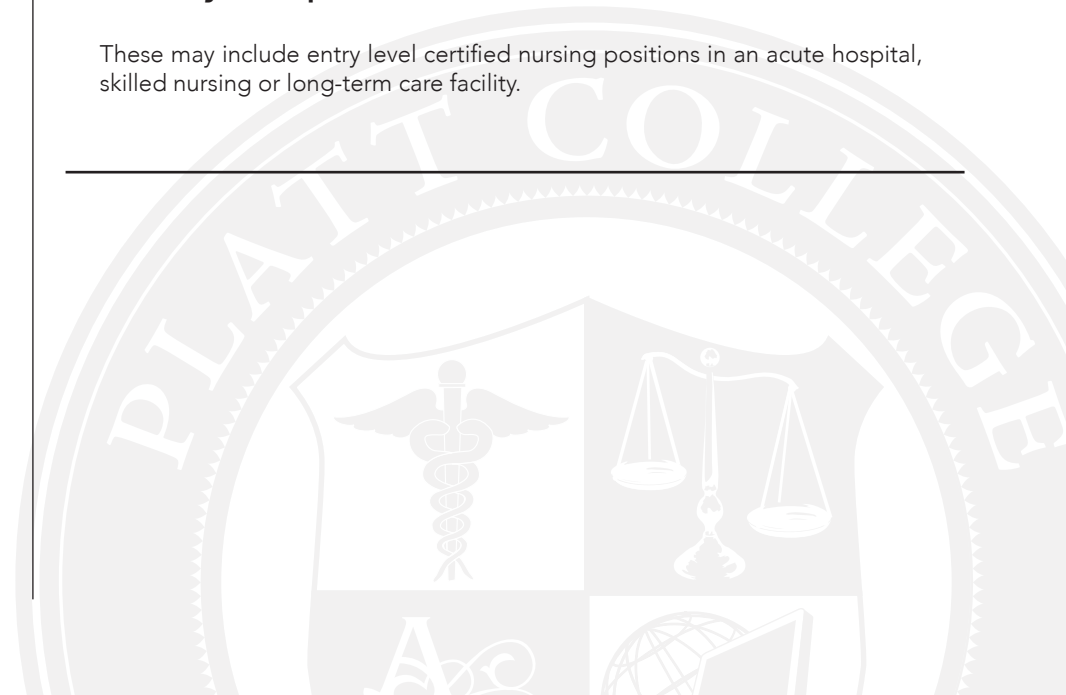 These may include entry level certified nursing positions in an acute hospital,
skilled nursing or long-term care facility.
PLATT COLLEGE